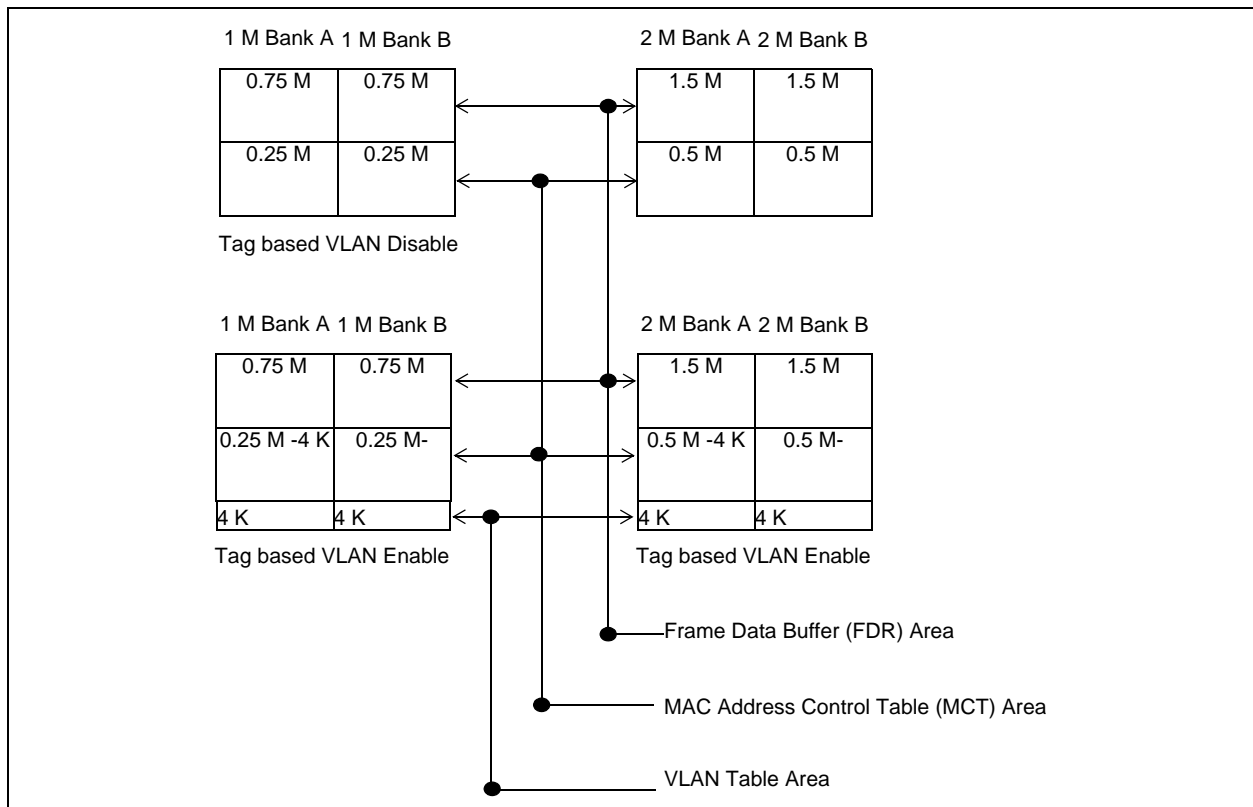 1 M Bank A 1 M Bank B
2 M Bank A 2 M Bank B
0.75 M 0.75 M
1.5 M 1.5 M
0.25 M 0.25 M
0.5 M 0.5 M
Tag based VLAN Disable
1 M Bank A 1 M Bank B
2 M Bank A 2 M Bank B
0.75 M 0.75 M
1.5 M 1.5 M
0.25 M -4 K 0.25 M-
0.5 M -4 K 0.5 M-
4 K 4 K
4 K 4 K
Tag based VLAN Enable
Tag based VLAN Enable
Frame Data Buffer (FDR) Area
MAC Address Control Table (MCT) Area
VLAN Table Area